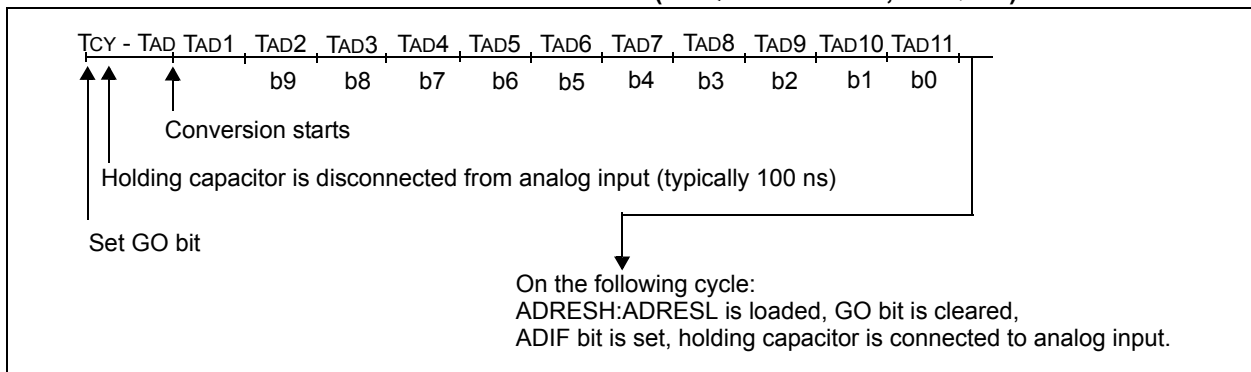 TCY - TAD TAD1 TAD2 TAD3 TAD4 TAD5 TAD6 TAD7 TAD8 TAD9 TAD10 TAD11
b9 b8 b7 b6 b5 b4 b3 b2 b1 b0
Conversion starts
Holding capacitor is disconnected from analog input (typically 100 ns)
Set GO bit
On the following cycle:
ADRESH:ADRESL is loaded, GO bit is cleared,
ADIF bit is set, holding capacitor is connected to analog input.